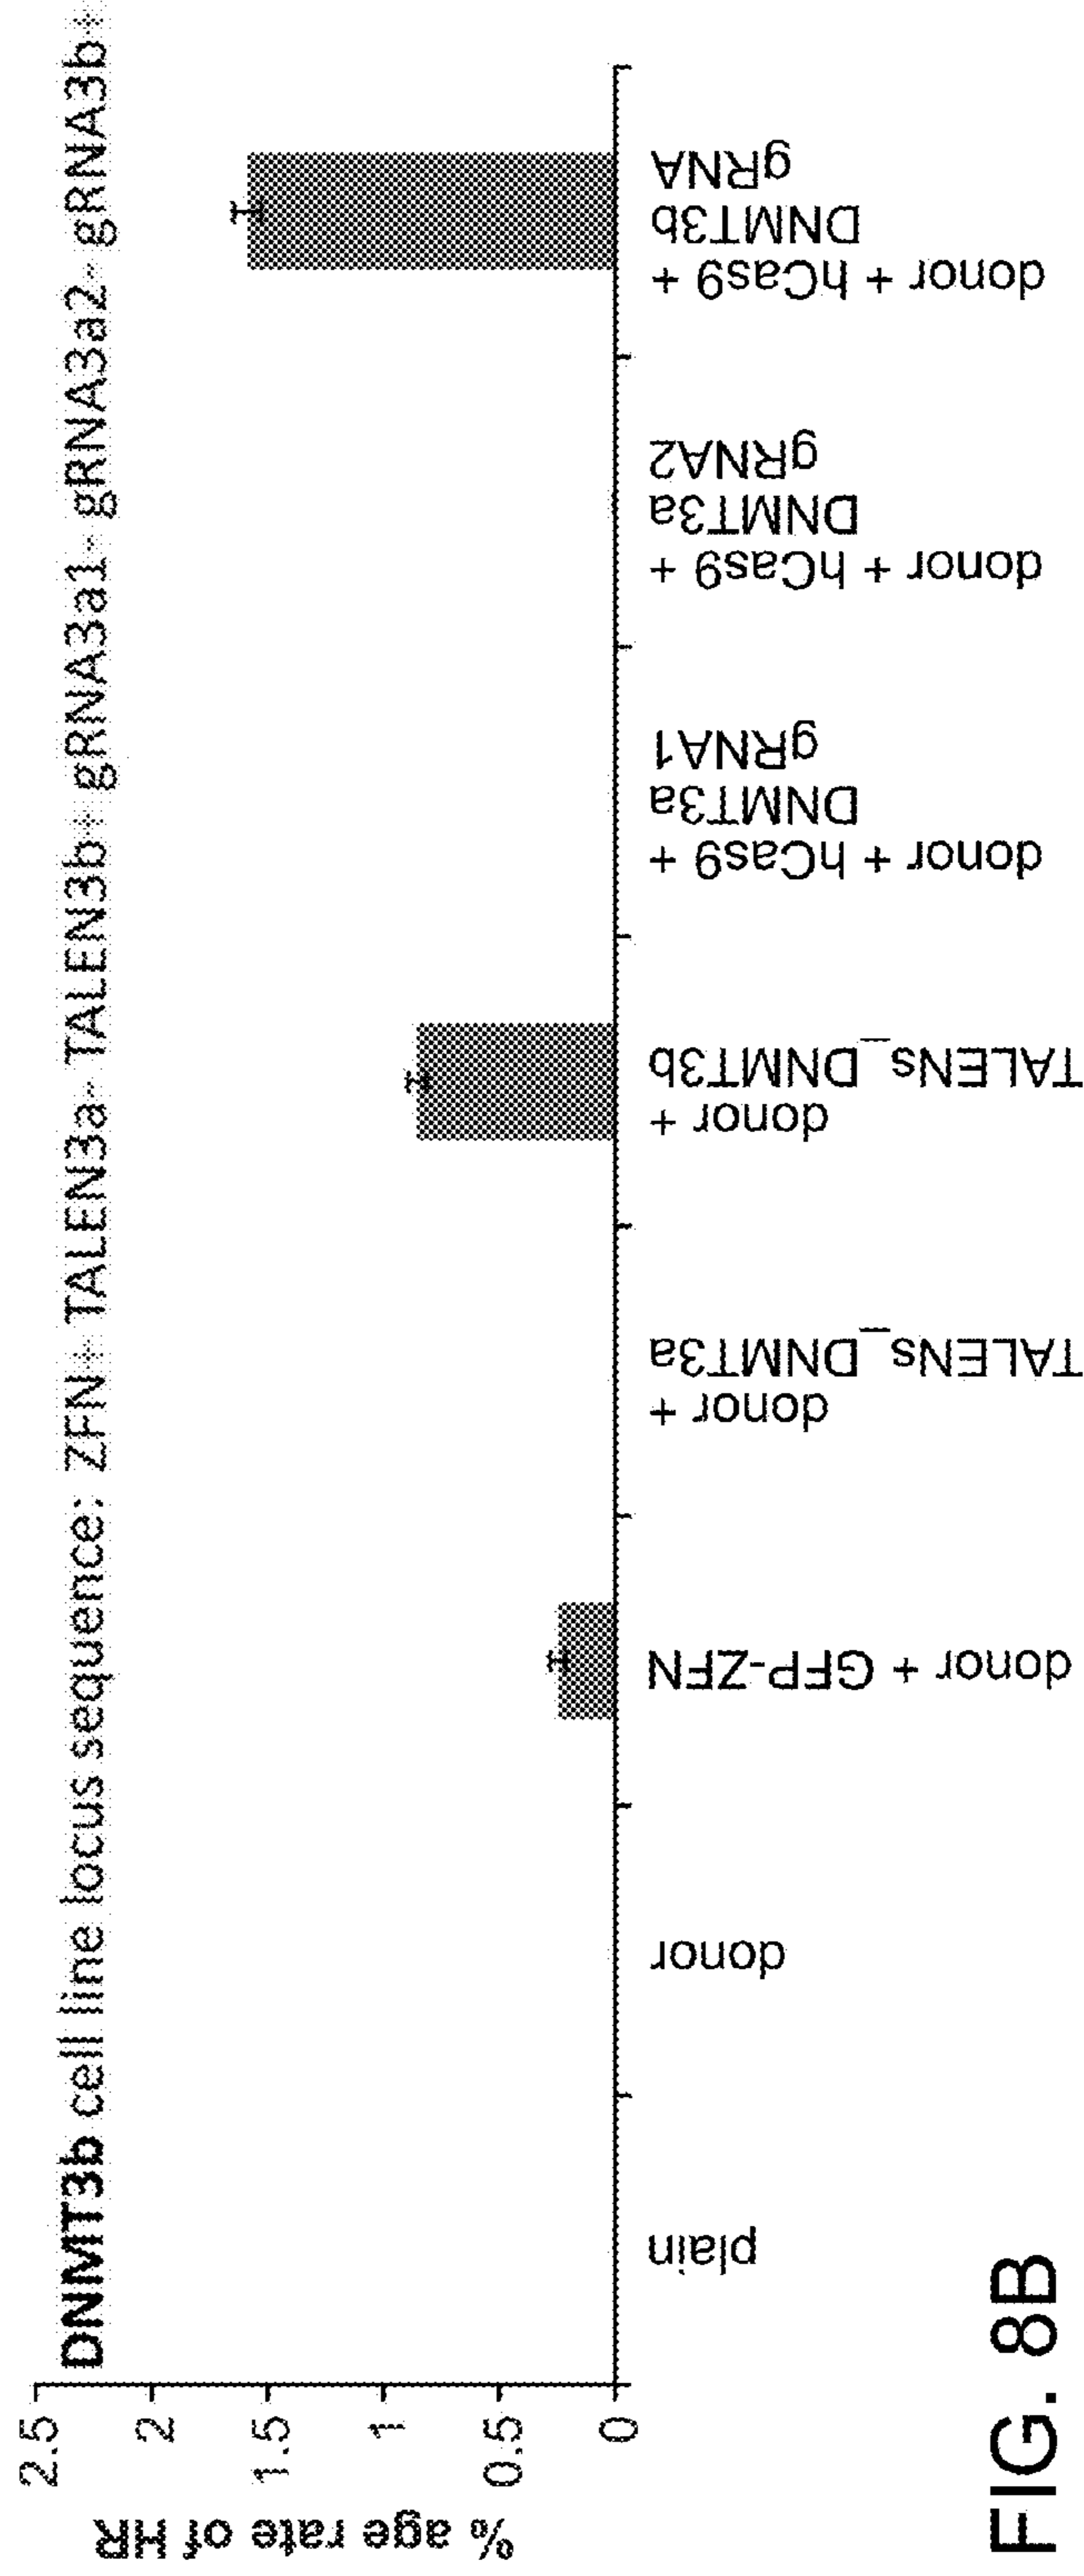 DNMT3b cell line locus sequence: ZFN+ TALEN3a- TALEN3b+ gRNA3a1- gRNA3a2- gRNA3b+
% age rate of HR
2.5
2
1.5
1
0.5
0
plain
donor
donor + GFP-ZFN
donor +
TALENs_DNMT3a
donor +
TALENs_DNMT3b
donor + hCas9 +
DNMT3a
gRNA1
donor + hCas9 +
DNMT3a
gRNA2
donor + hCas9 +
DNMT3b
gRNA
FIG. 8B